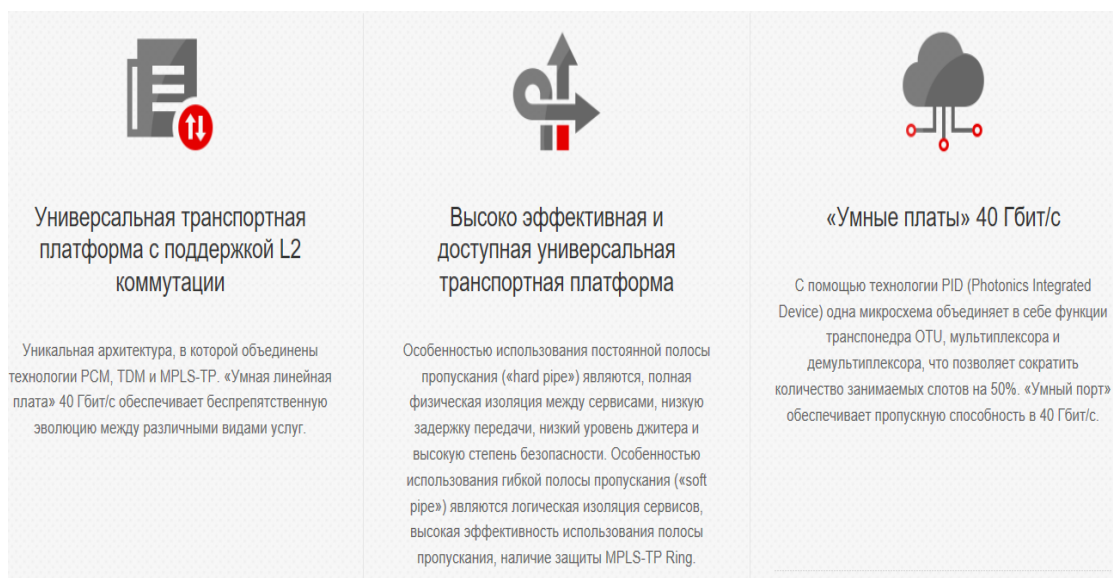 Универсальная транспортная
платформа с поддержкой L2
коммутации
Уникальная архитектура, в которой объединены
технологии PCM, TDM и MPLS-TP. «Умная линейная
плата» 40 Гбит/с обеспечивает беспрепятственную
эволюцию между различными видами услуг.
Высоко эффективная и
доступная универсальная
транспортная платформа
Особенностью использования постоянной полосы
пропускания («hard pipe») являются, полная
физическая изоляция между сервисами, низкую
задержку передачи, низкий уровень джитера и
высокую степень безопасности. Особенностью
использования гибкой полосы пропускания («soft
pipe») являются логическая изоляция сервисов,
высокая эффективность использования полосы
пропускания, наличие защиты MPLS-TP Ring.
«Умные платы» 40 Гбит/с
С помощью технологии PID (Photonics Integrated
Device) одна микросхема объединяет в себе функции
транспонедра OTU, мультиплексора и
демультиплексора, что позволяет сократить
количество занимаемых слотов на 50%. «Умный порт»
обеспечивает пропускную способность в 40 Гбит/с.